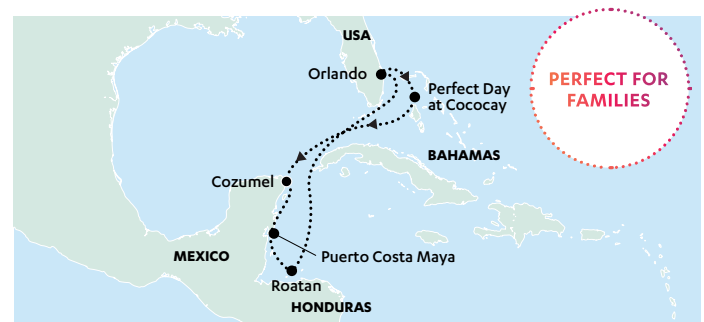 USA
Orlando
Perfect Day
at Cococay
PERFECT FOR
FAMILIES
BAHAMAS
Cozumel
MEXICO
Puerto Costa Maya
Roatan
HONDURAS